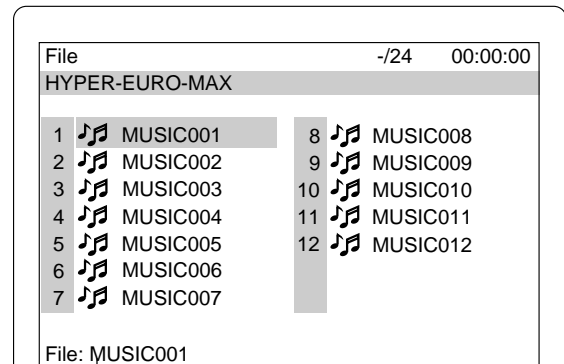 File -/24 00:00:00
HYPER-EURO-MAX
1 MUSIC001
2 MUSIC002
3 MUSIC003
4 MUSIC004
5 MUSIC005
6 MUSIC006
7 MUSIC007
8 MUSIC008
9 MUSIC009
10 MUSIC010
11 MUSIC011
12 MUSIC012
File: MUSIC001